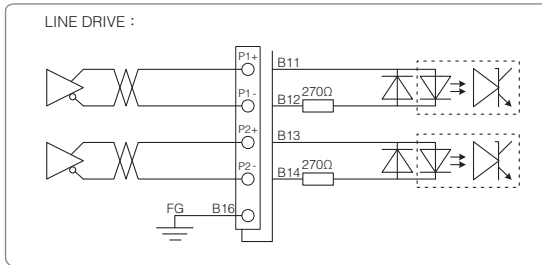 LINE DRIVE：
P1+
B11
P1-
B12
270Ω
P2+
B13
P2-
B14
270Ω
FG
B16